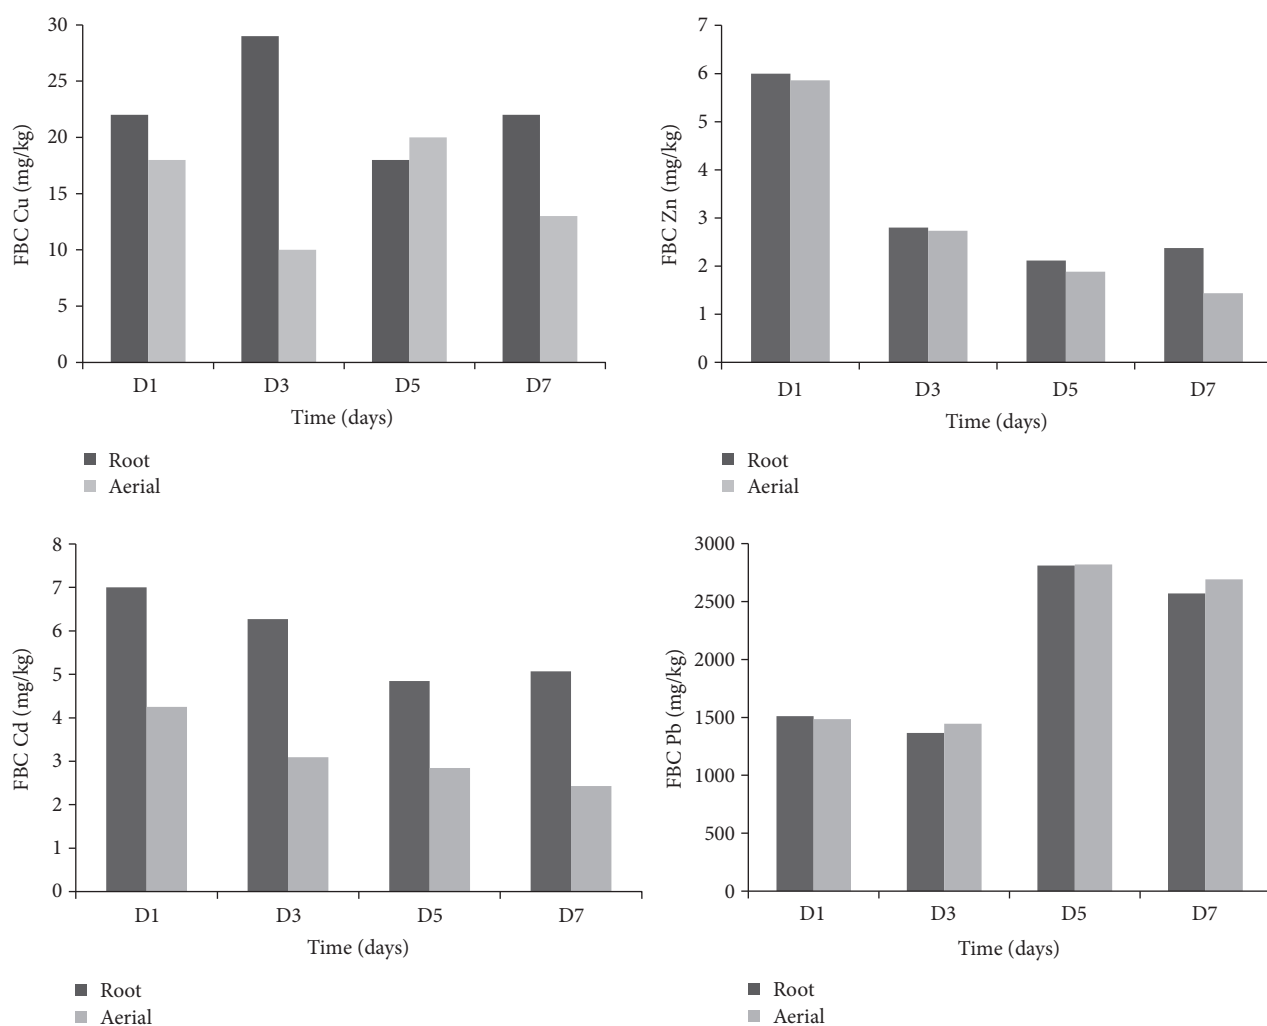 30
25
20
15
10
5
0
FBC Cu (mg/kg)
D1 D3 D5 D7
Time (days)
Root
Aerial
7
6
5
4
3
2
1
0
FBC Zn (mg/kg)
D1 D3 D5 D7
Time (days)
Root
Aerial
8
7
6
5
4
3
2
1
0
FBC Cd (mg/kg)
D1 D3 D5 D7
Time (days)
Root
Aerial
3000
2500
2000
1500
1000
500
0
FBC Pb (mg/kg)
D1 D3 D5 D7
Time (days)
Root
Aerial